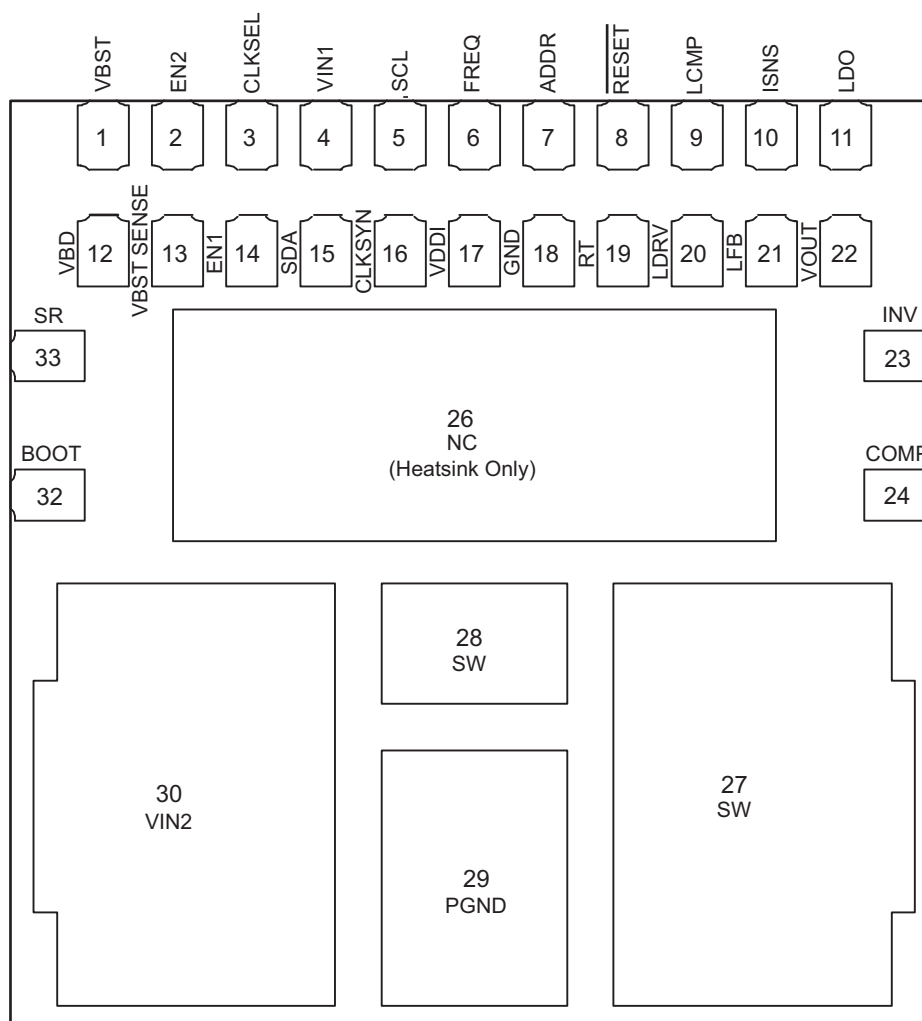 VBST
EN2
CLKSEL
VIN1
SCL
FREQ
ADDR
RESET
LCMP
ISNS
LDO
1
2
3
4
5
6
7
8
9
10
11
VBD
VBST SENSE
EN1
SDA
CLKSYN
VDDI
GND
RT
LDRV
LFB
VOUT
12
13
14
15
16
17
18
19
20
21
22
SR
33
INV
23
26
NC
(Heatsink Only)
BOOT
32
COMP
24
28
SW
30
VIN2
27
SW
29
PGND